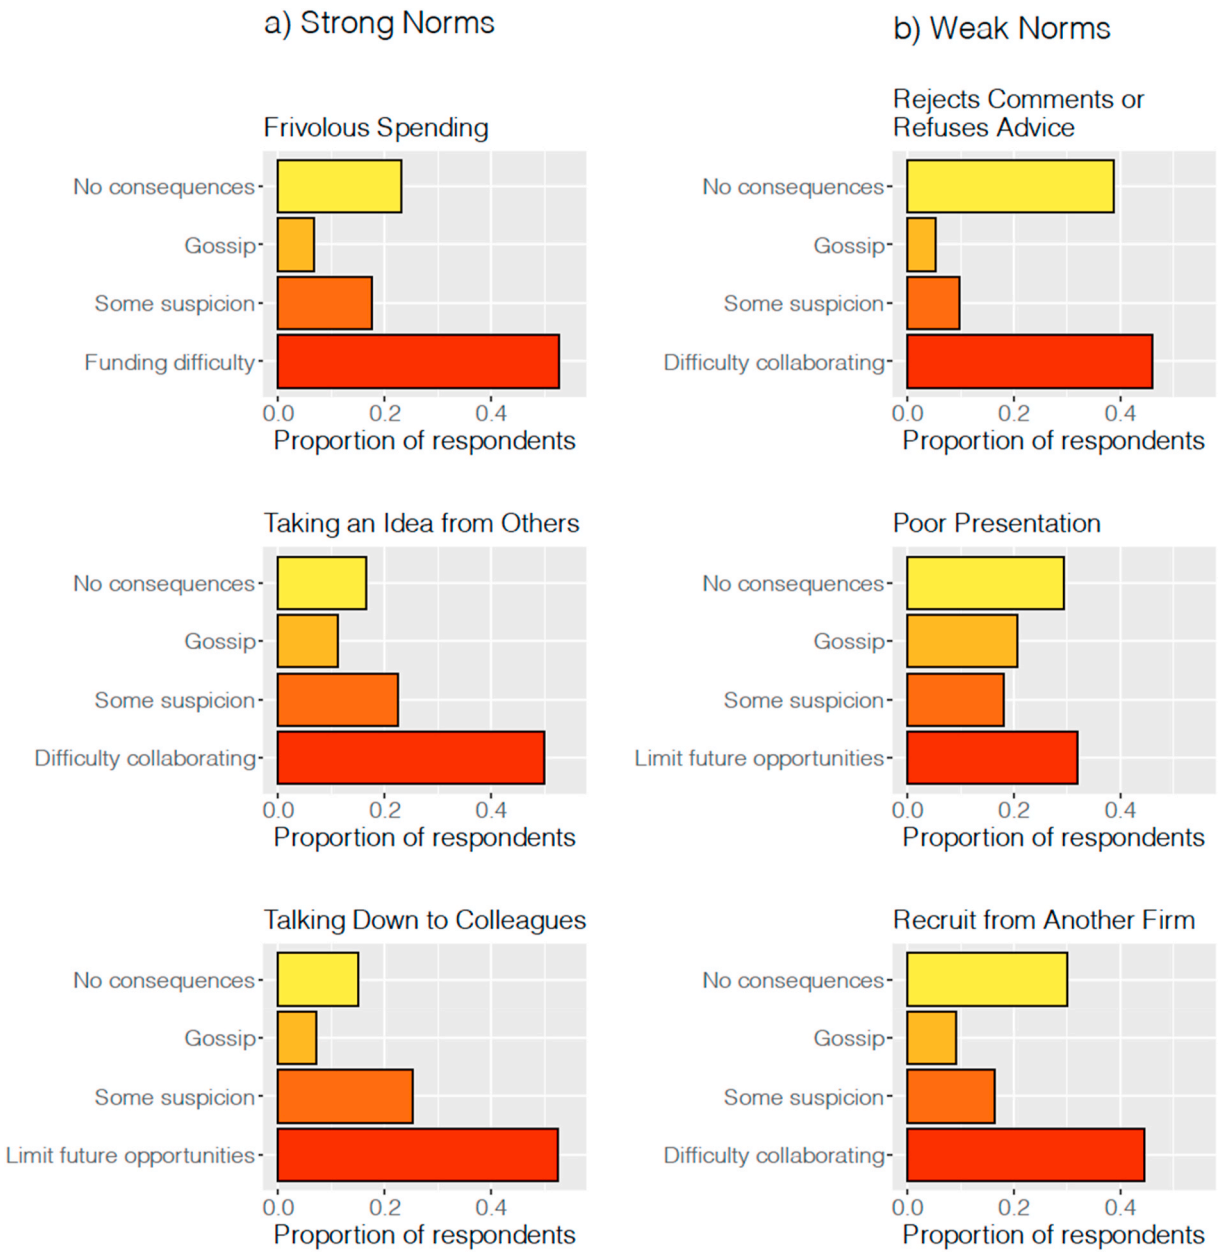 a) Strong Norms
Frivolous Spending
No consequences
Gossip
Some suspicion
Funding difficulty
0.0 0.2 0.4
Proportion of respondents
Taking an Idea from Others
No consequences
Gossip
Some suspicion
Difficulty collaborating
0.0 0.2 0.4
Proportion of respondents
Talking Down to Colleagues
No consequences
Gossip
Some suspicion
Limit future opportunities
0.0 0.2 0.4
Proportion of respondents
b) Weak Norms
Rejects Comments or
Refuses Advice
No consequences
Gossip
Some suspicion
Difficulty collaborating
0.0 0.2 0.4
Proportion of respondents
Poor Presentation
No consequences
Gossip
Some suspicion
Limit future opportunities
0.0 0.2 0.4
Proportion of respondents
Recruit from Another Firm
No consequences
Gossip
Some suspicion
Difficulty collaborating
0.0 0.2 0.4
Proportion of respondents